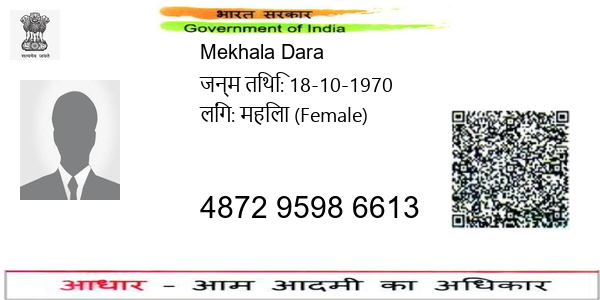 भारत सरकार
Government of India
सत्यमेव जयते
Mekhala Dara
जन्म तिथि: 18-10-1970
लिंग: महिला (Female)
4872 9598 6613
आधार - आम आदमी का अधिकार